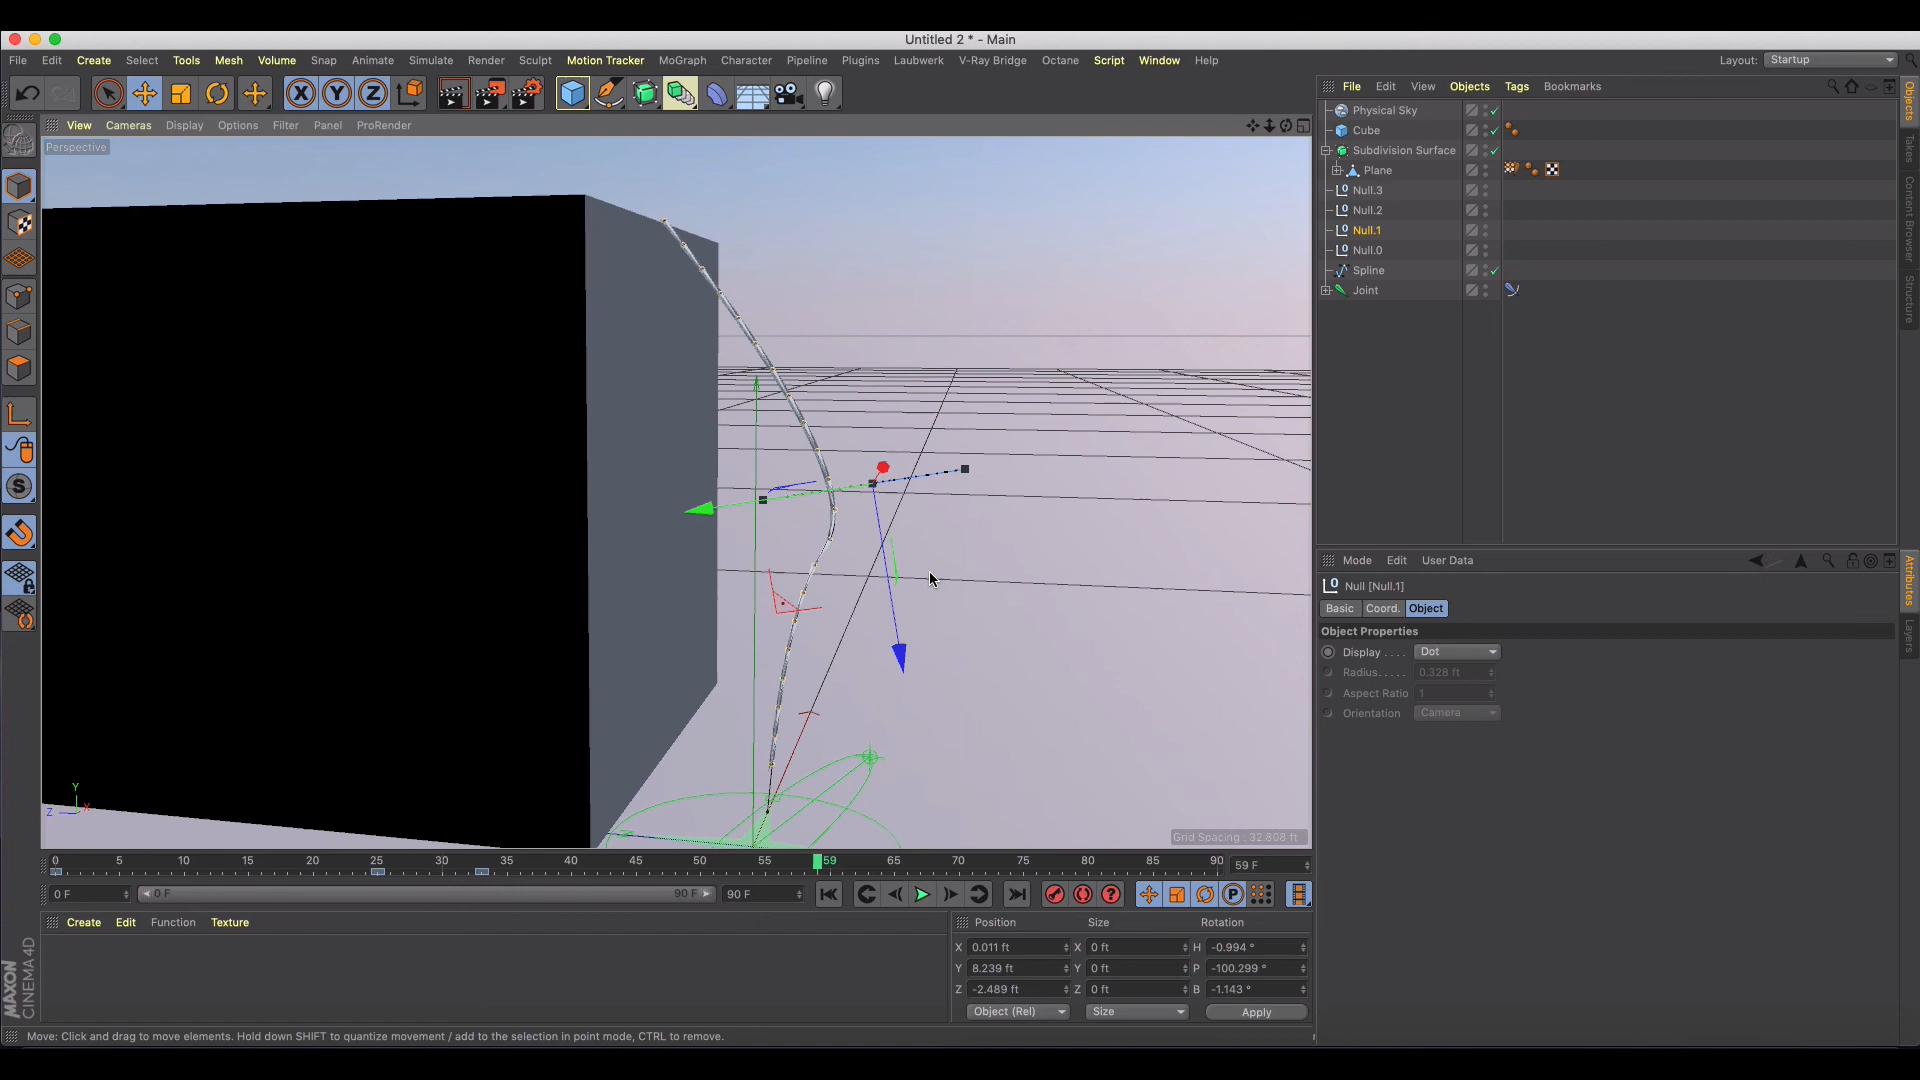 Untitled 2 * - Main
File Edit Create Select Tools Mesh Volume Snap Animate Simulate Render Sculpt Motion Tracker MoGraph Character Pipeline Plugins Laubwerk V-Ray Bridge Octane Script Window Help Layout: Startup
X Y Z
File Edit View Objects Tags Bookmarks
View Cameras Display Options Filter Panel ProRender
Perspective
Physical Sky
Cube
Subdivision Surface
Plane
Null.3
Null.2
Null.1
Null.0
Spline
Joint
Objects
Takes
Content Browser
Structure
Mode Edit User Data
Null [Null.1]
Basic Coord. Object
Object Properties
Display . . . . Dot
Radius. . . . . 0.328 ft
Aspect Ratio 1
Orientation Camera
Attributes
Layers
S
Y
Z X
Grid Spacing : 32.808 ft
0 5 10 15 20 25 30 35 40 45 50 55 59 65 70 75 80 85 90 59 F
0 F 0 F 90 F 90 F
P
Create Edit Function Texture
Position Size Rotation
X 0.011 ft X 0 ft H -0.994 °
Y 8.239 ft Y 0 ft P -100.299 °
Z -2.489 ft Z 0 ft B -1.143 °
Object (Rel) Size Apply
MAXON
CINEMA4D
Move: Click and drag to move elements. Hold down SHIFT to quantize movement / add to the selection in point mode, CTRL to remove.